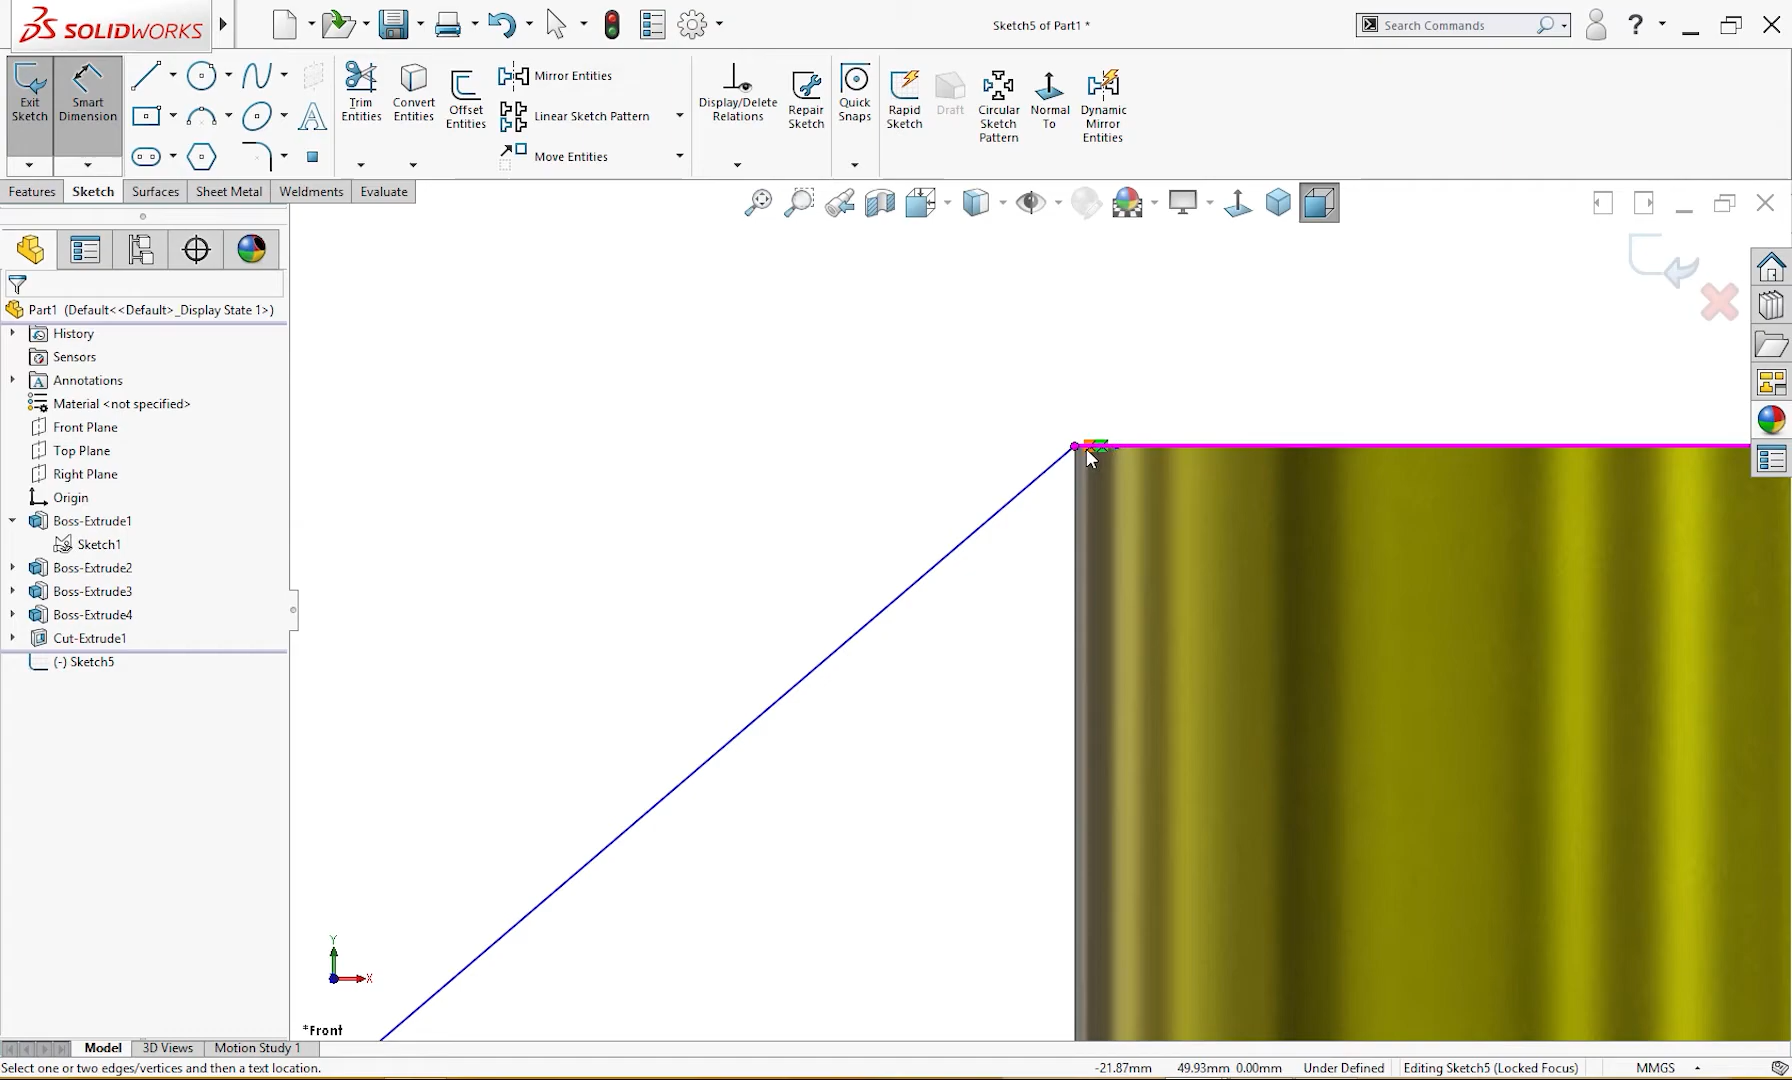 SOLIDWORKS
Sketch5 of Part1 *
Search Commands
?
Exit Sketch
Smart Dimension
Trim Entities
Convert Entities
Offset Entities
Mirror Entities
Linear Sketch Pattern
Move Entities
Display/Delete Relations
Repair Sketch
Quick Snaps
Rapid Sketch
Draft
Circular Sketch Pattern
Normal To
Dynamic Mirror Entities
Features
Sketch
Surfaces
Sheet Metal
Weldments
Evaluate
Part1 (Default<<Default>_Display State 1>)
History
Sensors
Annotations
Material <not specified>
Front Plane
Top Plane
Right Plane
Origin
Boss-Extrude1
Sketch1
Boss-Extrude2
Boss-Extrude3
Boss-Extrude4
Cut-Extrude1
(-) Sketch5
Y
X
*Front
Model
3D Views
Motion Study 1
Select one or two edges/vertices and then a text location.
-21.87mm
49.93mm 0.00mm
Under Defined
Editing Sketch5 (Locked Focus)
MMGS